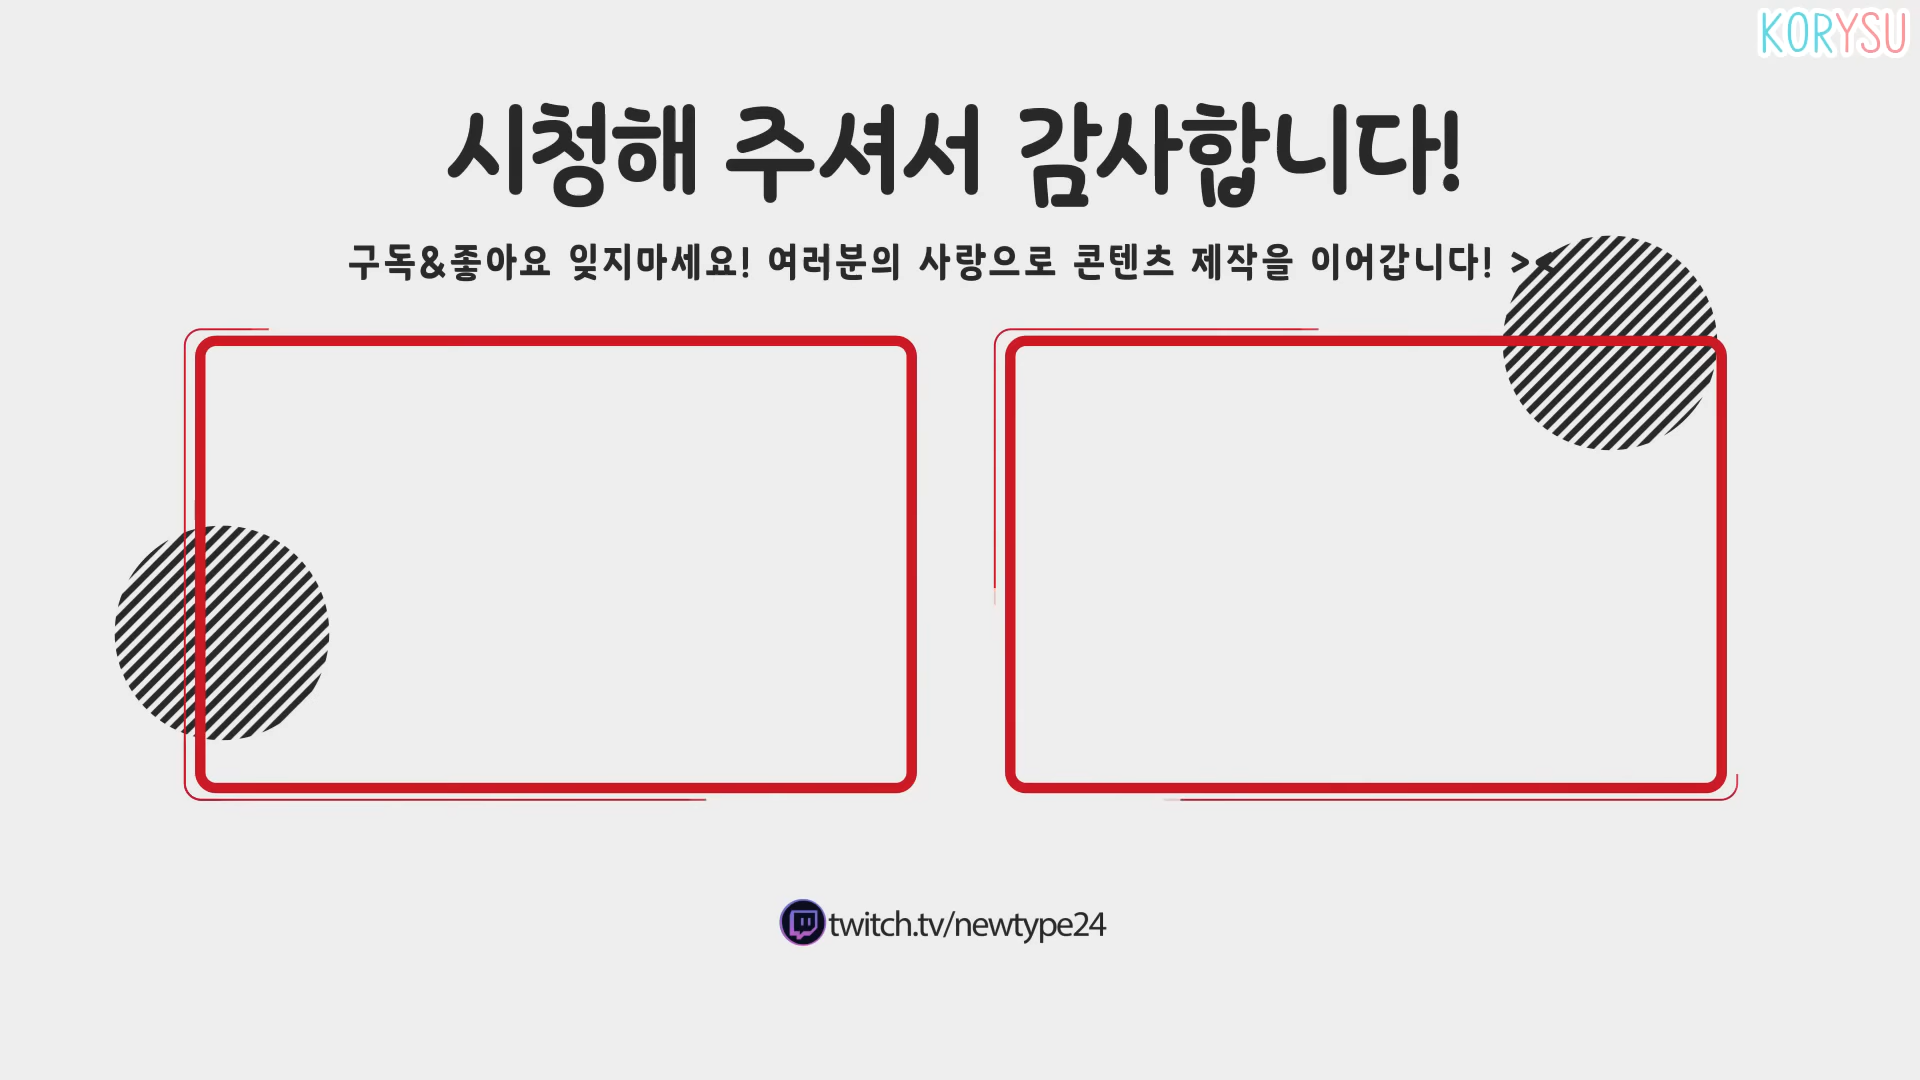 KORYSU
시청해 주셔서 감사합니다!
구독&좋아요 잊지마세요! 여러분의 사랑으로 콘텐츠 제작을 이어갑니다! ><
twitch.tv/newtype24